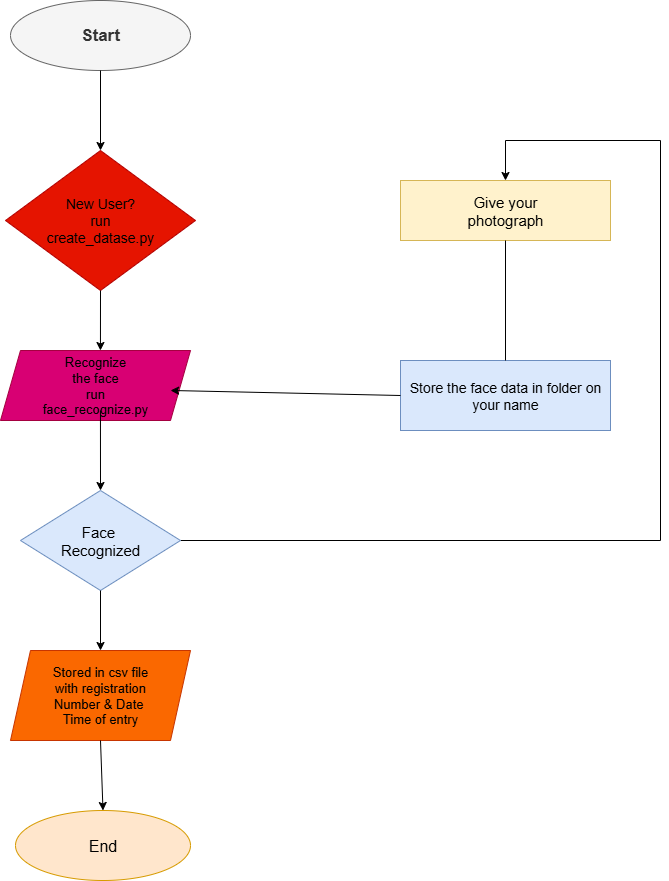 Start
New User?
run
create_datase.py
Give your
photograph
Recognize
the face
run
face_recognize.py
Store the face data in folder on
your name
Face
Recognized
Stored in csv file
with registration
Number & Date
Time of entry
End